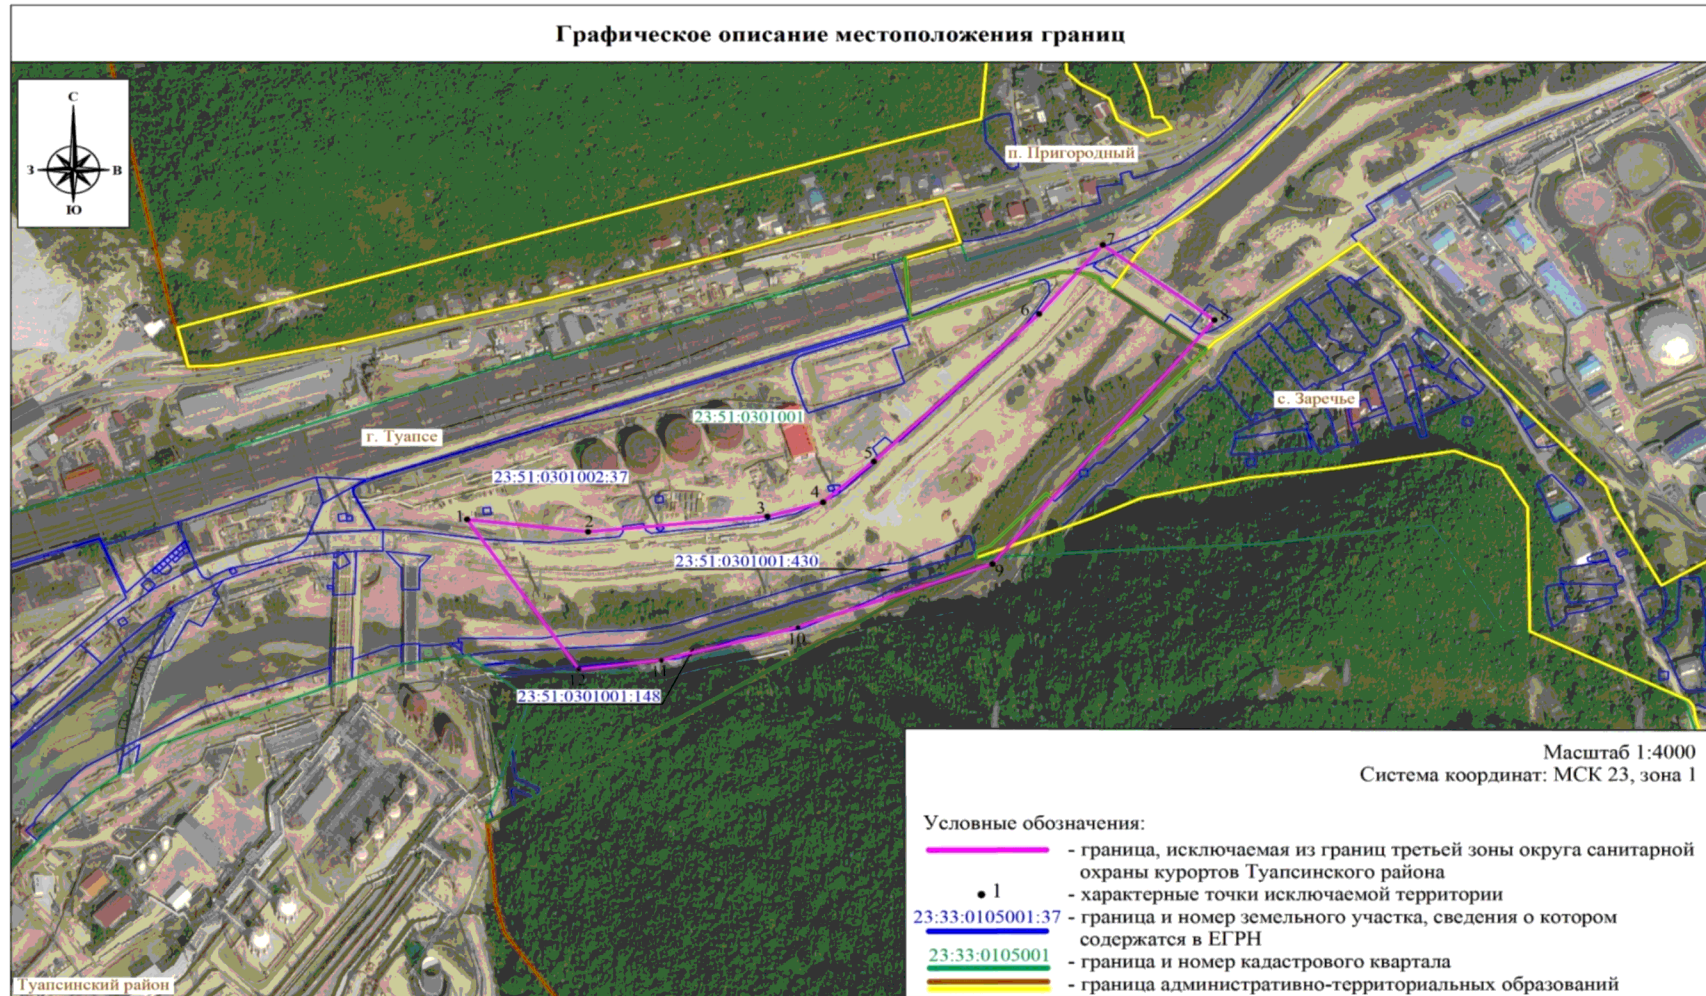 Графическое описание местоположения границ
С
З В
Ю
п. Пригородный
7
8
6
с. Заречье
23:51:0301001
г. Туапсе
5
23:51:0301002:37
4
3
1
2
23:51:0301001:430
9
10
11
12
23:51:0301001:148
Масштаб 1:4000
Система координат: МСК 23, зона 1
Условные обозначения:
- граница, исключаемая из границ третьей зоны округа санитарной
охраны курортов Туапсинского района
1 - характерные точки исключаемой территории
23:33:0105001:37 - граница и номер земельного участка, сведения о котором
содержатся в ЕГРН
23:33:0105001
- граница и номер кадастрового квартала
- граница административно-территориальных образований
Туапсинский район